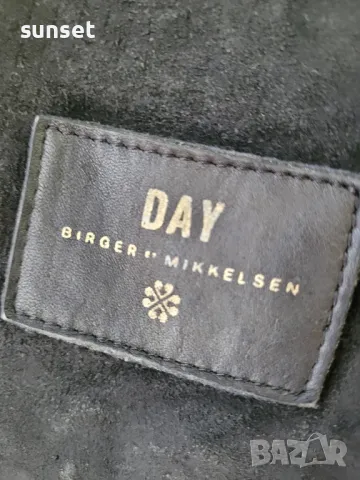 sunset
DAY
BIRGER et MIKKELSEN
BAZAR